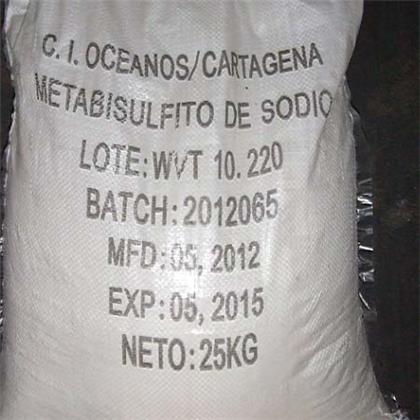 C. I. OCEANOS/CARTAGENA
METABISULFITO DE SODIO
LOTE: WVT 10. 220
BATCH: 2012065
MFD: 05, 2012
EXP: 05, 2015
NETO: 25KG